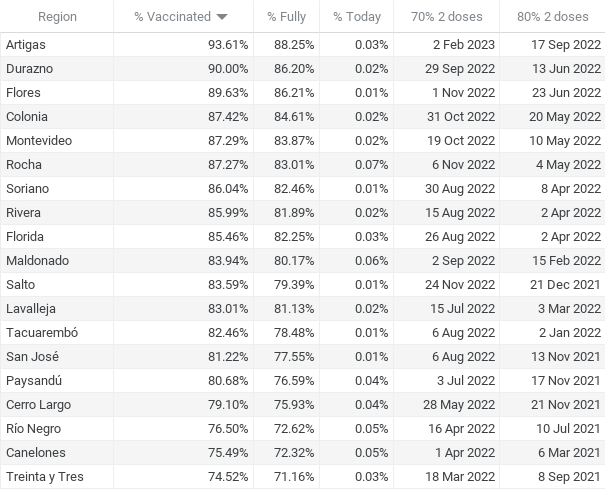 Region % Vaccinated % Fully % Today 70% 2 doses 80% 2 doses
Artigas 93.61% 88.25% 0.03% 2 Feb 2023 17 Sep 2022
Durazno 90.00% 86.20% 0.02% 29 Sep 2022 13 Jun 2022
Flores 89.63% 86.21% 0.01% 1 Nov 2022 23 Jun 2022
Colonia 87.42% 84.61% 0.02% 31 Oct 2022 20 May 2022
Montevideo 87.29% 83.87% 0.02% 19 Oct 2022 10 May 2022
Rocha 87.27% 83.01% 0.07% 6 Nov 2022 4 May 2022
Soriano 86.04% 82.46% 0.01% 30 Aug 2022 8 Apr 2022
Rivera 85.99% 81.89% 0.02% 15 Aug 2022 2 Apr 2022
Florida 85.46% 82.25% 0.03% 26 Aug 2022 2 Apr 2022
Maldonado 83.94% 80.17% 0.06% 2 Sep 2022 15 Feb 2022
Salto 83.59% 79.39% 0.01% 24 Nov 2022 21 Dec 2021
Lavalleja 83.01% 81.13% 0.02% 15 Jul 2022 3 Mar 2022
Tacuarembó 82.46% 78.48% 0.01% 6 Aug 2022 2 Jan 2022
San José 81.22% 77.55% 0.01% 6 Aug 2022 13 Nov 2021
Paysandú 80.68% 76.59% 0.04% 3 Jul 2022 17 Nov 2021
Cerro Largo 79.10% 75.93% 0.04% 28 May 2022 21 Nov 2021
Río Negro 76.50% 72.62% 0.05% 16 Apr 2022 10 Jul 2021
Canelones 75.49% 72.32% 0.05% 1 Apr 2022 6 Mar 2021
Treinta y Tres 74.52% 71.16% 0.03% 18 Mar 2022 8 Sep 2021